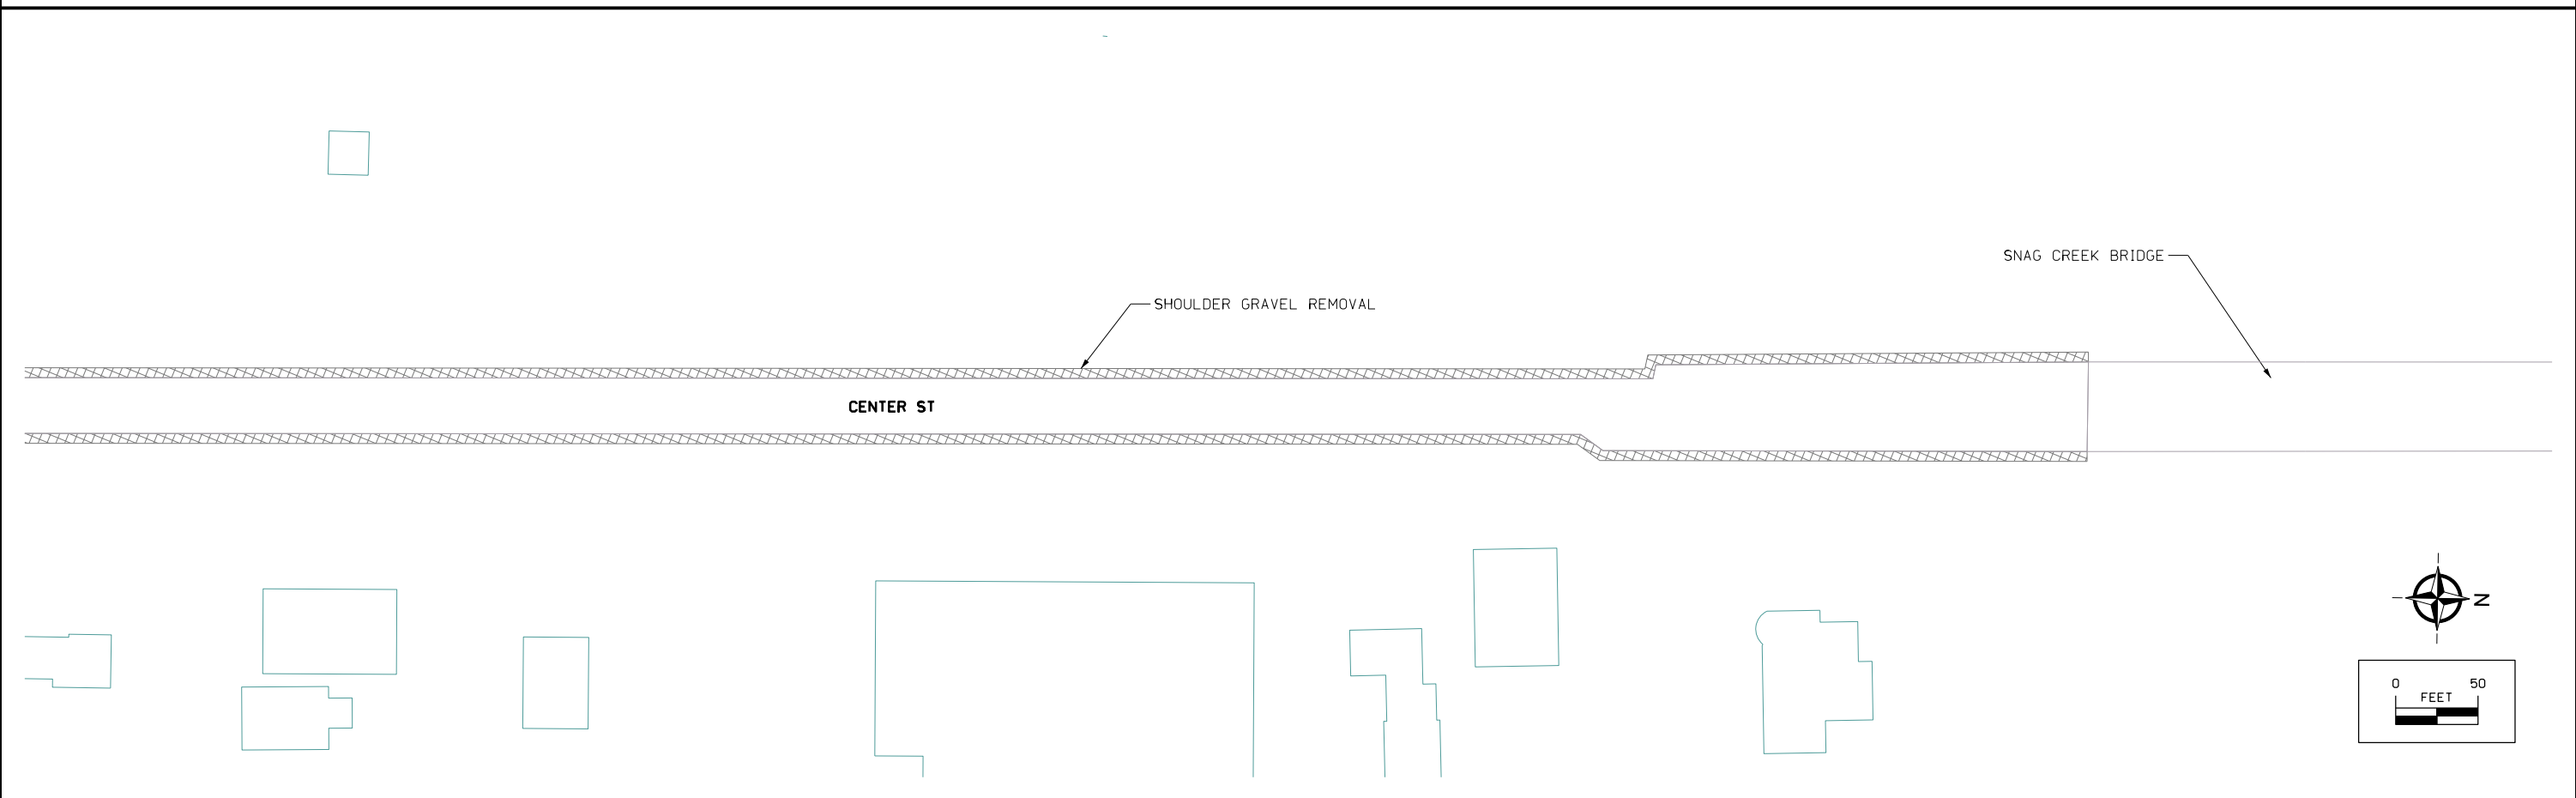 SNAG CREEK BRIDGE
SHOULDER GRAVEL REMOVAL
CENTER ST
N
0 50
FEET